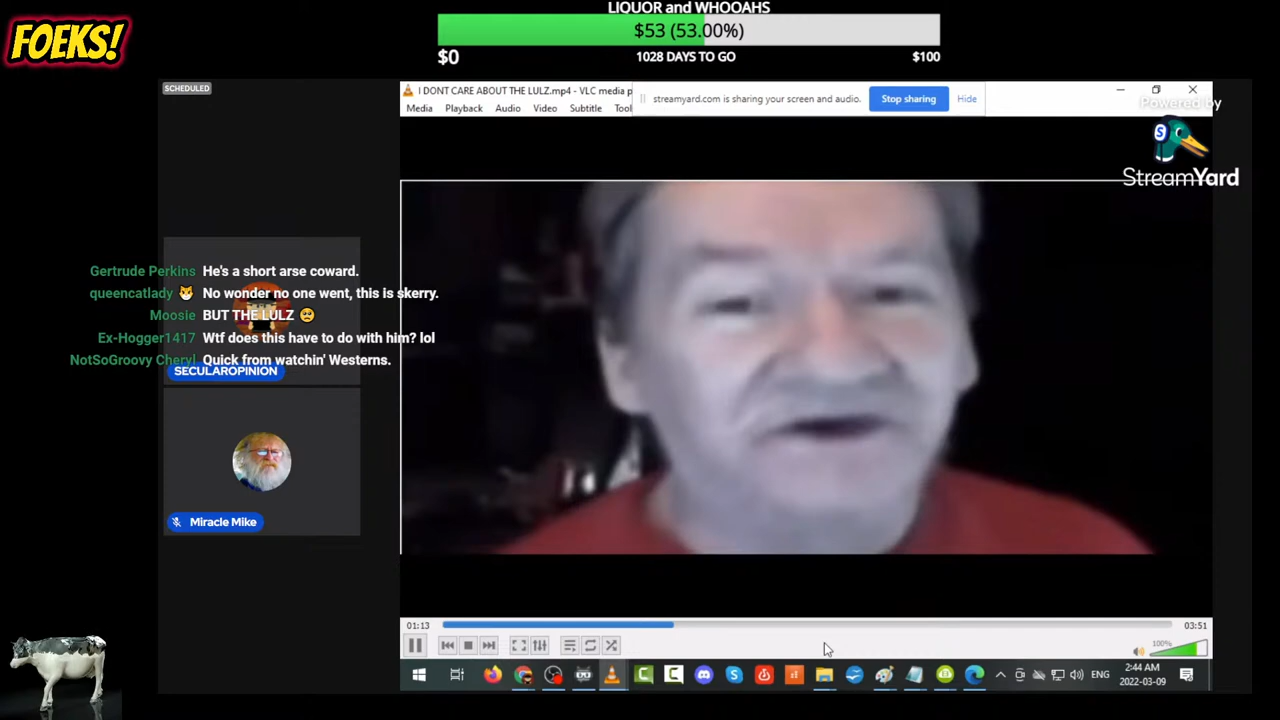 LIQUOR and WHOOAHS
FOEKS!
$53 (53.00%)
$0
1028 DAYS TO GO
$100
SCHEDULED
I DONT CARE ABOUT THE LULZ.mp4 - VLC media p
streamyard.com is sharing your screen and audio.
Stop sharing
Hide
Media Playback Audio Video Subtitle Tool
Powered by
StreamYard
Gertrude Perkins He's a short arse coward.
queencatlady 🐱 No wonder no one went, this is skerry.
Moosie BUT THE LULZ 🥺
Ex-Hogger1417 Wtf does this have to do with him? lol
NotSoGroovy Cheryl Quick from watchin' Westerns.
SECULAROPINION
Miracle Mike
01:13
03:51
100%
ENG
2:44 AM
2022-03-09